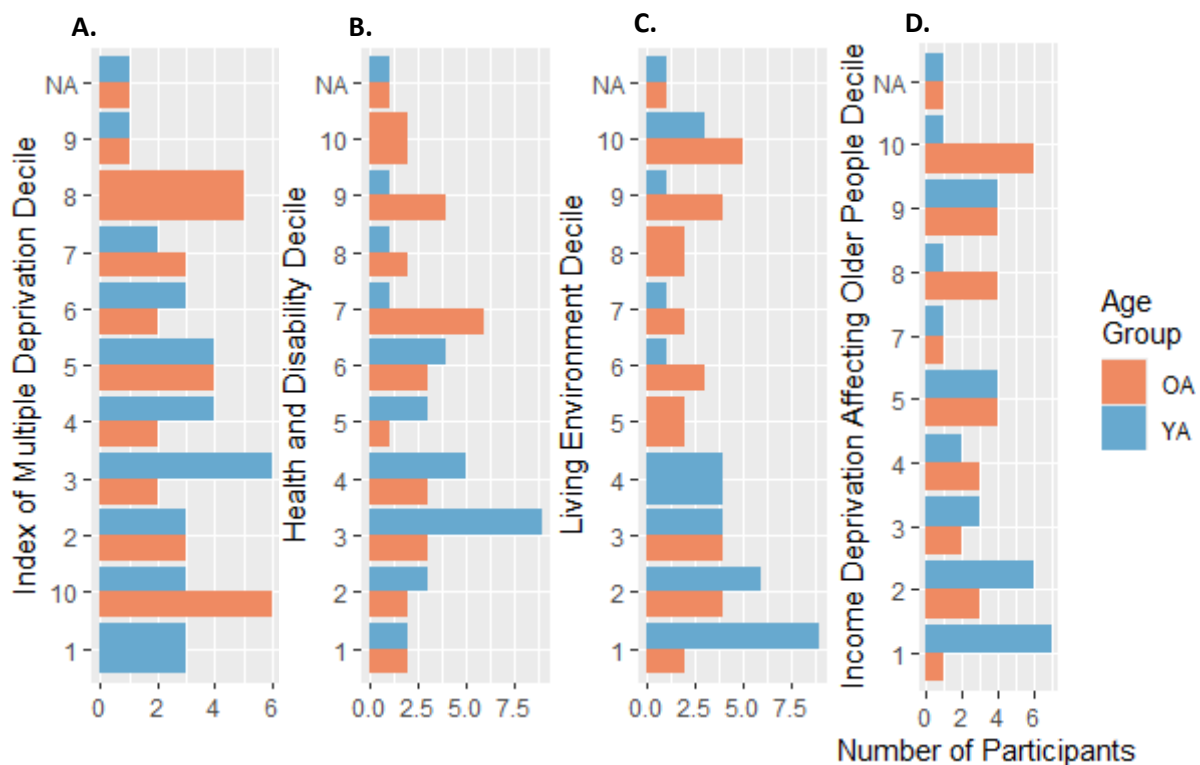 A.
B.
C.
D.
Index of Multiple Deprivation Decile
NA
9
8
7
6
5
4
3
2
10
1
0 2 4 6
Health and Disability Decile
NA
10
9
8
7
6
5
4
3
2
1
0.0 2.5 5.0 7.5
Living Environment Decile
NA
10
9
8
7
6
5
4
3
2
1
0.0 2.5 5.0 7.5
Income Deprivation Affecting Older People Decile
NA
10
9
8
7
5
4
3
2
1
0 2 4 6
Number of Participants
Age
Group
OA
YA